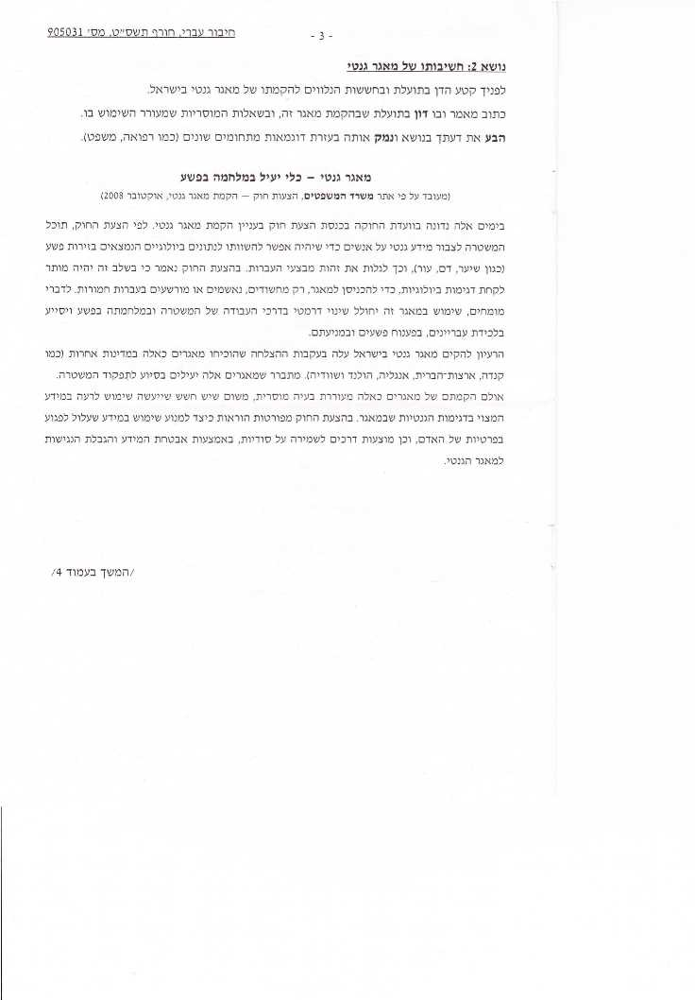 חיבור עברי, חורף תשס"ט, מס' 905031
- 3 -
נושא 2: חשיבותו של מאגר גנטי
לפניך קטע הדן בתועלת ובחששות הנלווים להקמתו של מאגר גנטי בישראל.
כתוב מאמר ובו דון בתועלת שבהקמת מאגר זה, ובשאלות המוסריות שמעורר השימוש בו.
הבע את דעתך בנושא ונמק אותה בעזרת דוגמאות מתחומים שונים (כמו רפואה, משפט).
מאגר גנטי – כלי יעיל במלחמה בפשע
(מעובד על פי אתר משרד המשפטים, הצעות חוק – הקמת מאגר גנטי, אוקטובר 2008)
בימים אלה נדונה בוועדת החוקה בכנסת הצעת חוק בעניין הקמת מאגר גנטי. לפי הצעת החוק, תוכל
המשטרה לצבור מידע גנטי על אנשים כדי שיהיה אפשר להשוותו לנתונים ביולוגיים הנמצאים בזירות פשע
(כגון שיער, דם, עור), וכך לגלות את זהות מבצעי העברות. בהצעת החוק נאמר כי בשלב זה יהיה מותר
לקחת דגימות ביולוגיות, כדי להכניסן למאגר, רק מחשודים, נאשמים או מורשעים בעברות חמורות. לדברי
מומחים, שימוש במאגר זה יחולל שינוי דרמטי בדרכי העבודה של המשטרה ובמלחמתה בפשע ויסייע
בלכידת עבריינים, בפענוח פשעים ובמניעתם.
הרעיון להקים מאגר גנטי בישראל עלה בעקבות ההצלחה שהוכיחו מאגרים כאלה במדינות אחרות (כמו
קנדה, ארצות-הברית, אנגליה, הולנד ושוודיה). מתברר שמאגרים אלה יעילים בסיוע לתפקוד המשטרה.
אולם הקמתם של מאגרים כאלה מעוררת בעיה מוסרית, משום שיש חשש שייעשה שימוש לרעה במידע
המצוי בדגימות הגנטיות שבמאגר. בהצעת החוק מפורטות הוראות כיצד למנוע שימוש במידע שעלול לפגוע
בפרטיות של האדם, וכן מוצעות דרכים לשמירה על סודיות, באמצעות אבטחת המידע והגבלת הנגישות
למאגר הגנטי.
/המשך בעמוד 4/